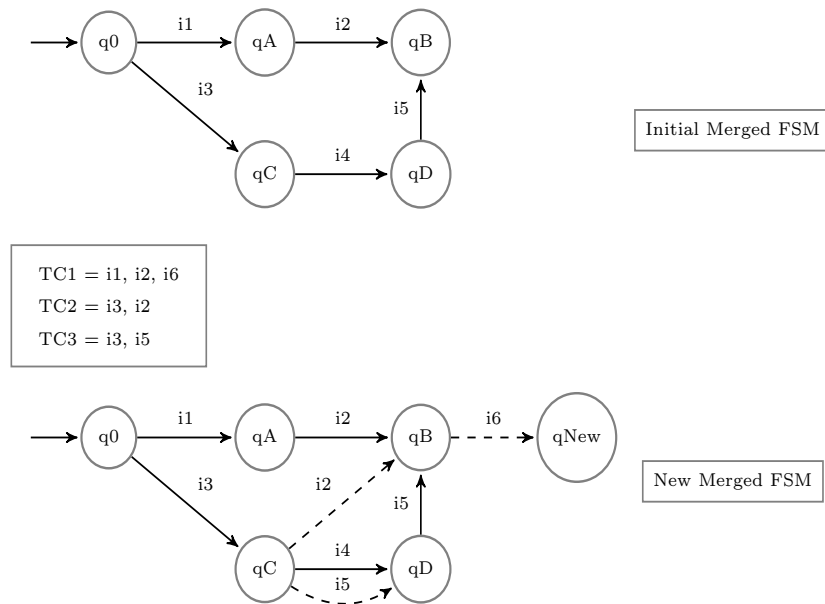 q0
i1
qA
i2
qB
i3
i5
Initial Merged FSM
qC
i4
qD
TC1 = i1, i2, i6
TC2 = i3, i2
TC3 = i3, i5
q0
i1
qA
i2
qB
i6
qNew
i3
i2
i5
New Merged FSM
qC
i4
i5
qD